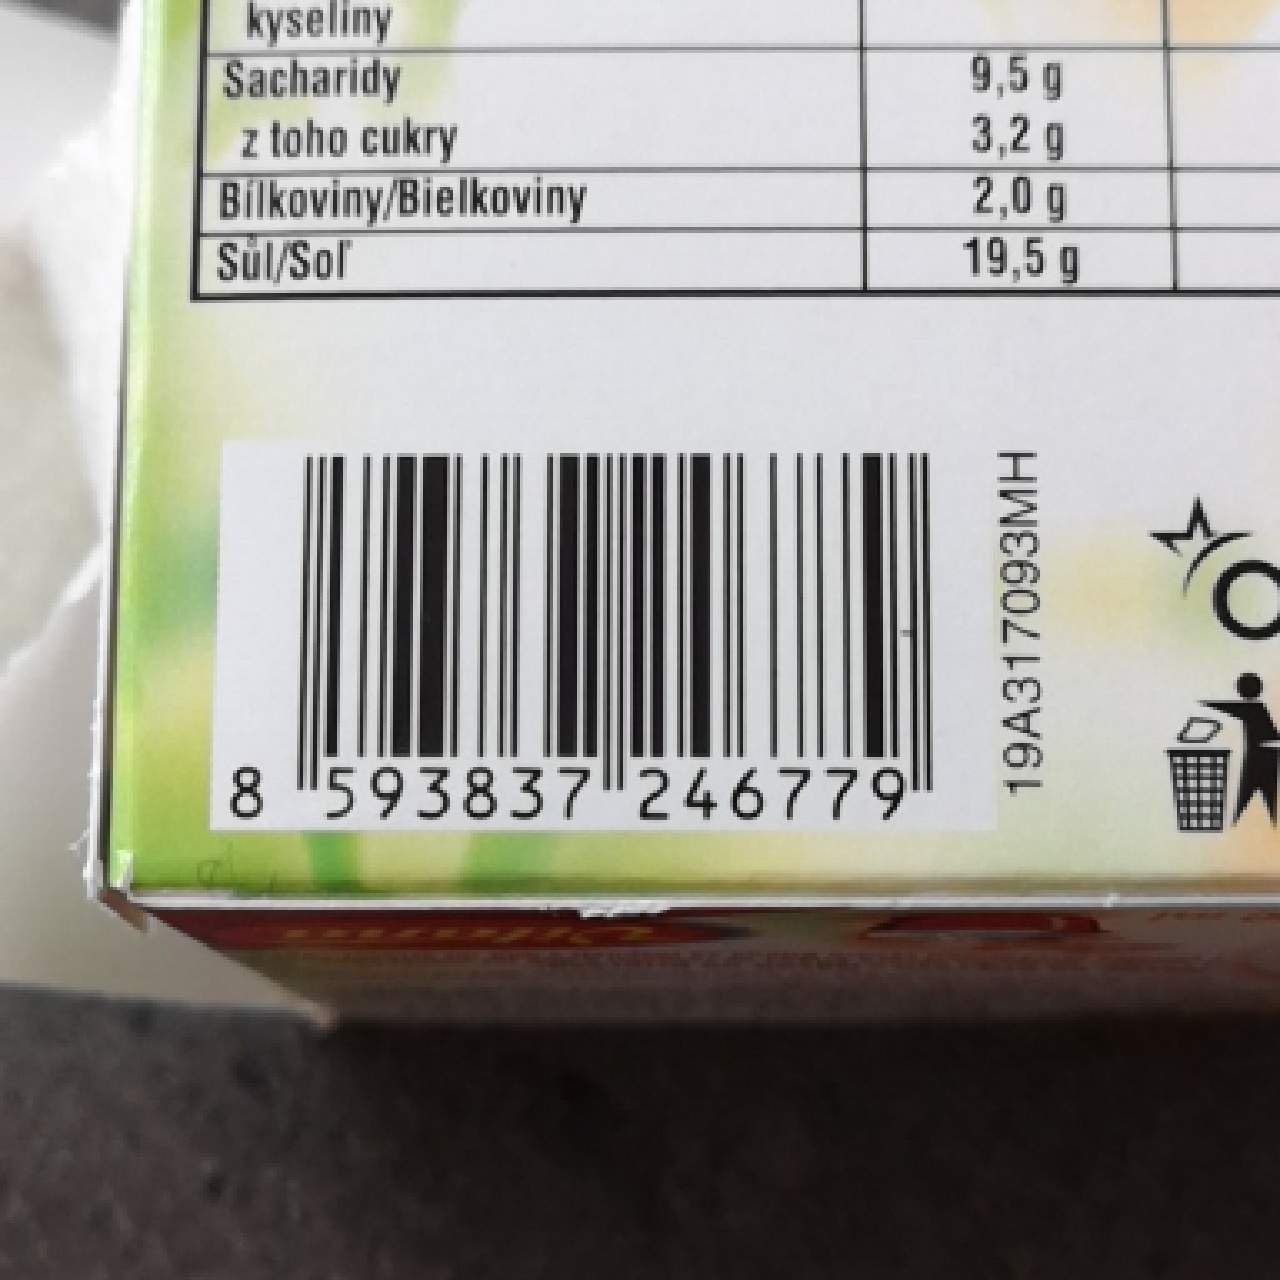 kyseliny
Sacharidy 9,5 g
z toho cukry 3,2 g
Bílkoviny/Bielkoviny 2,0 g
Sůl/Soľ 19,5 g
8 593837 246779
19A317093MH